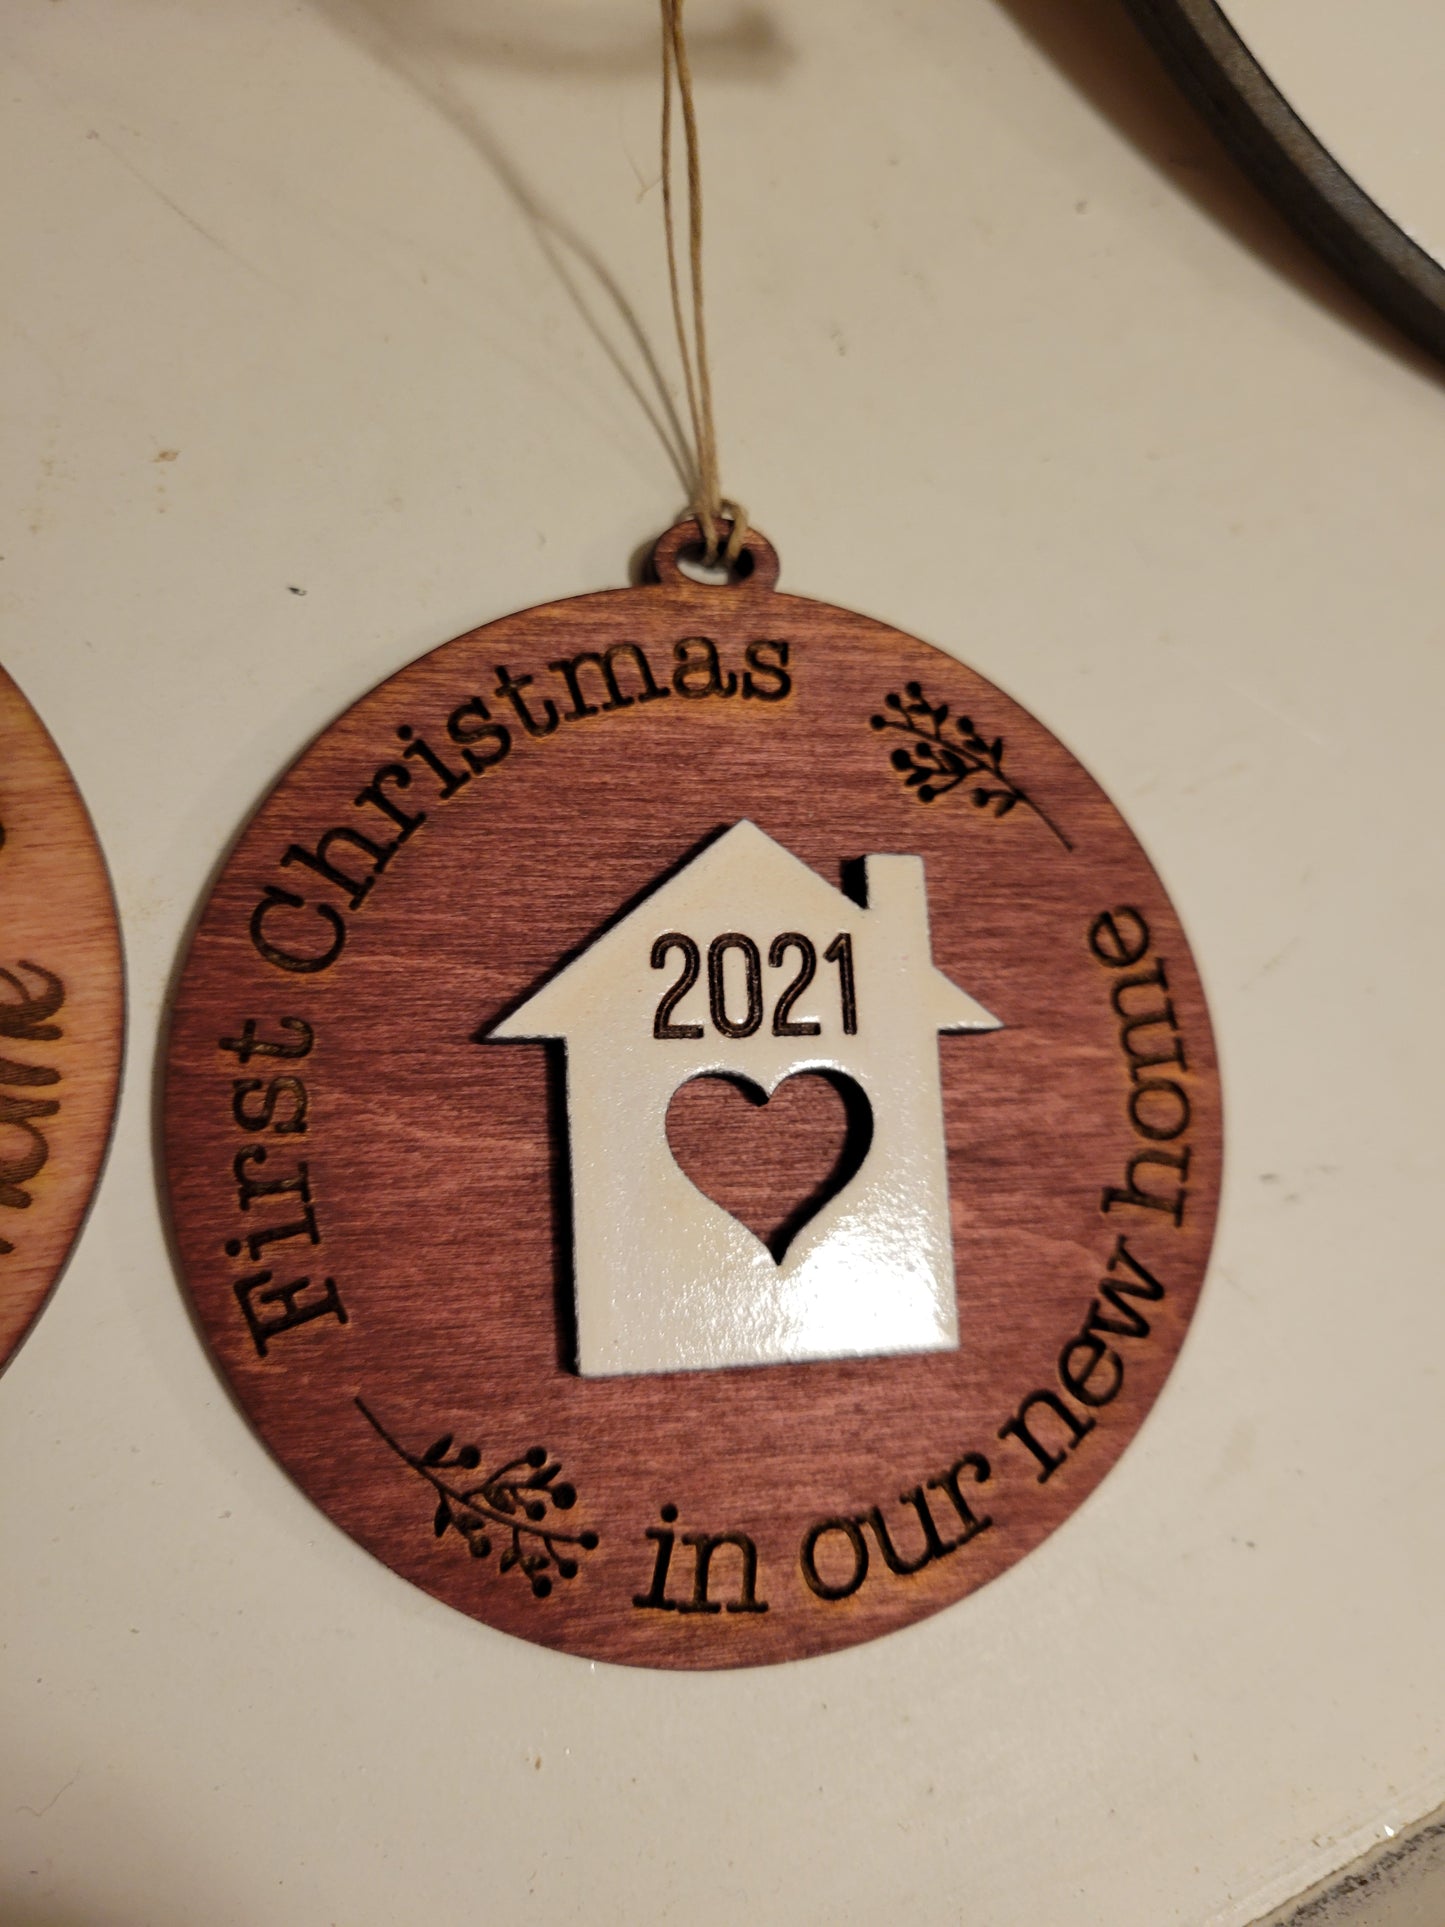 First Christmas
2021
in our new home